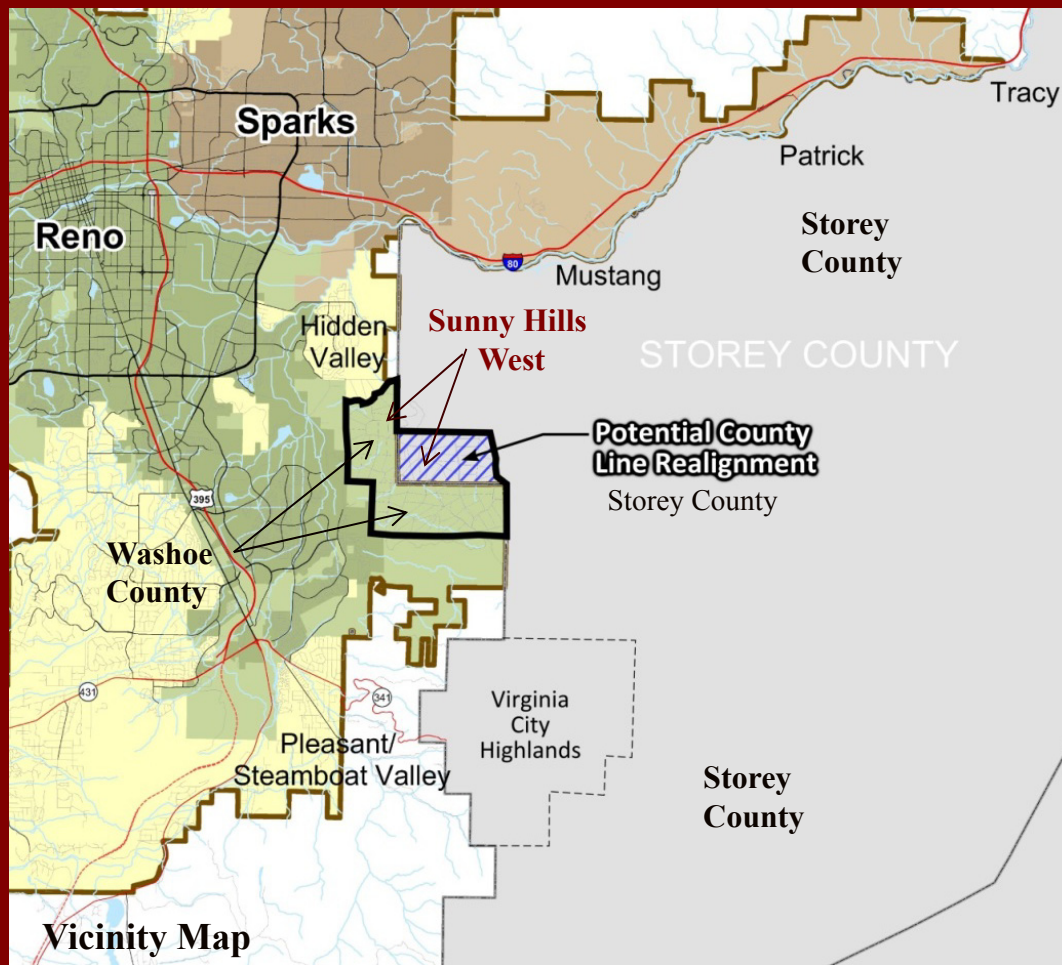 Sparks
Tracy
Patrick
Reno
Storey
County
80
Mustang
Hidden
Valley
Sunny Hills
West
STOREY COUNTY
Potential County
Line Realignment
Storey County
395
Washoe
County
431
341
Virginia
City
Highlands
Pleasant/
Steamboat Valley
Storey
County
Vicinity Map